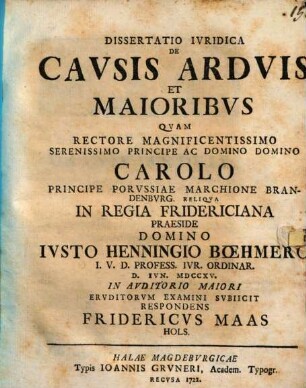 DISSERTATIO IVRIDICA
DE
CAVSIS ARDVIS
ET
MAIORIBVS
QVAM
RECTORE MAGNIFICENTISSIMO
SERENISSIMO PRINCIPE AC DOMINO DOMINO
CAROLO
PRINCIPE PORVSSIAE MARCHIONE BRAN-
DENBVRG. RELIQVA
IN REGIA FRIDERICIANA
PRAESIDE
DOMINO
IVSTO HENNINGIO BŒHMERO
I. V. D. PROFESS. IVR. ORDINAR.
D. IVN. MDCCXV.
IN AVDITORIO MAIORI
ERVDITORVM EXAMINI SVBIICIT
RESPONDENS
FRIDERICVS MAAS
HOLS.
HALAE MAGDEBVRGICAE
Typis IOANNIS GRVNERI, Academ. Typogr.
RECVSA 1722.